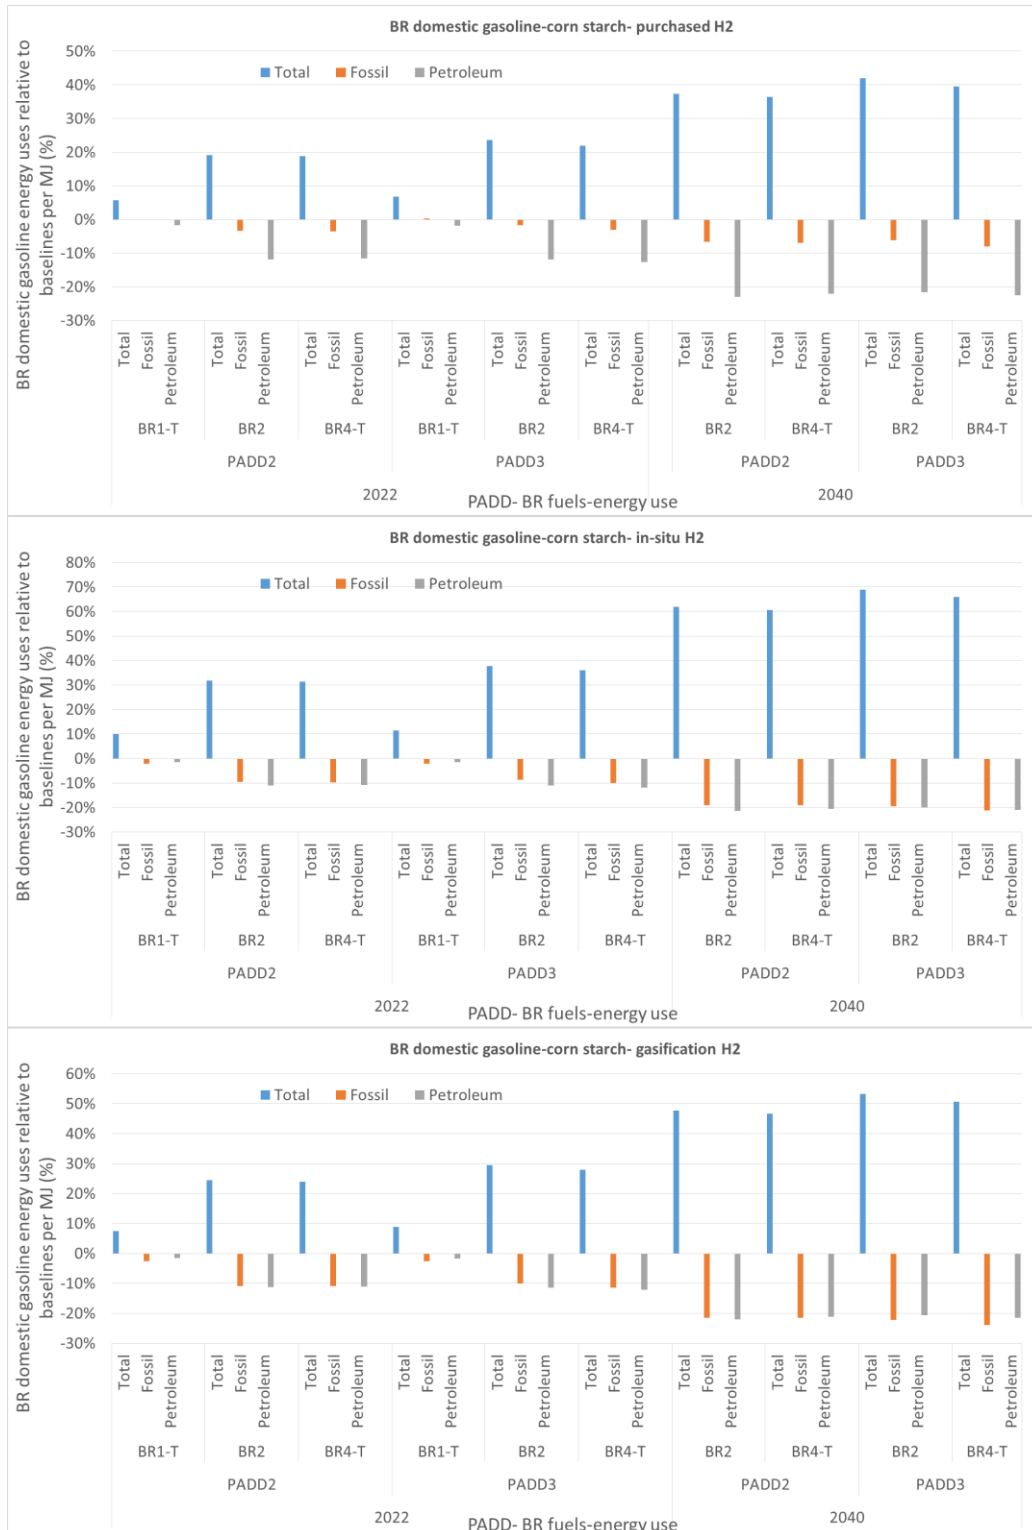 BR domestic gasoline-corn starch- purchased H2
BR domestic gasoline energy uses relative to
baselines per MJ (%)
Total Fossil Petroleum
50%
40%
30%
20%
10%
0%
-10%
-20%
-30%
Total Fossil Petroleum Total Fossil Petroleum Total Fossil Petroleum Total Fossil Petroleum Total Fossil Petroleum Total Fossil Petroleum Total Fossil Petroleum Total Fossil Petroleum Total Fossil Petroleum Total Fossil Petroleum
BR1-T BR2 BR4-T BR1-T BR2 BR4-T BR2 BR4-T BR2 BR4-T
PADD2 PADD3 PADD2 PADD3
2022 2040
PADD- BR fuels-energy use
BR domestic gasoline-corn starch- in-situ H2
BR domestic gasoline energy uses relative to
baselines per MJ (%)
Total Fossil Petroleum
80%
70%
60%
50%
40%
30%
20%
10%
0%
-10%
-20%
-30%
Total Fossil Petroleum Total Fossil Petroleum Total Fossil Petroleum Total Fossil Petroleum Total Fossil Petroleum Total Fossil Petroleum Total Fossil Petroleum Total Fossil Petroleum Total Fossil Petroleum Total Fossil Petroleum
BR1-T BR2 BR4-T BR1-T BR2 BR4-T BR2 BR4-T BR2 BR4-T
PADD2 PADD3 PADD2 PADD3
2022 2040
PADD- BR fuels-energy use
BR domestic gasoline-corn starch- gasification H2
BR domestic gasoline energy uses relative to
baselines per MJ (%)
Total Fossil Petroleum
60%
50%
40%
30%
20%
10%
0%
-10%
-20%
-30%
Total Fossil Petroleum Total Fossil Petroleum Total Fossil Petroleum Total Fossil Petroleum Total Fossil Petroleum Total Fossil Petroleum Total Fossil Petroleum Total Fossil Petroleum Total Fossil Petroleum Total Fossil Petroleum
BR1-T BR2 BR4-T BR1-T BR2 BR4-T BR2 BR4-T BR2 BR4-T
PADD2 PADD3 PADD2 PADD3
2022 2040
PADD- BR fuels-energy use